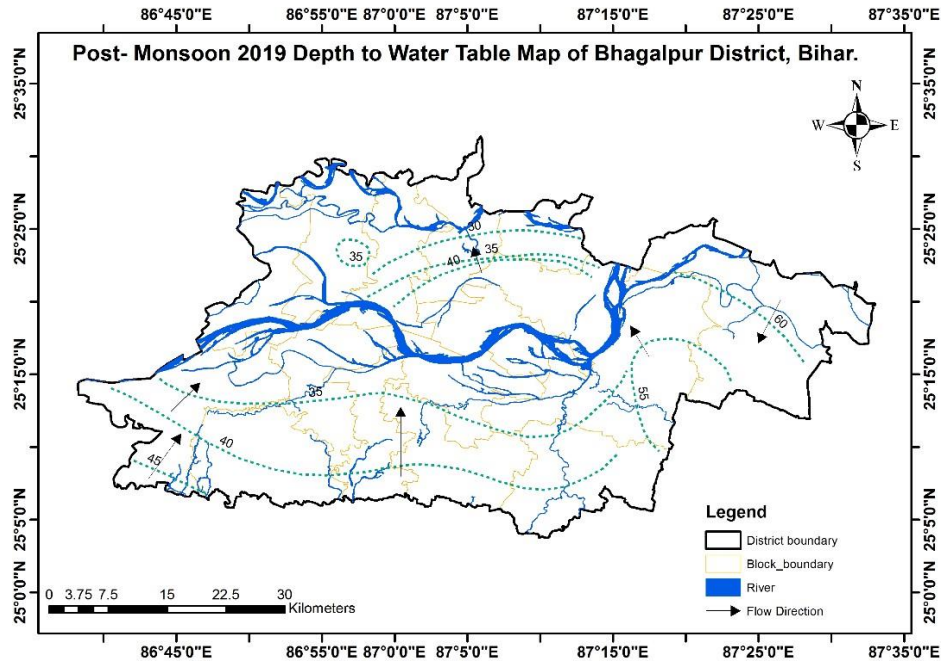 86°45'0"E 86°55'0"E 87°0'0"E 87°5'0"E 87°15'0"E 87°25'0"E 87°35'0"E
Post- Monsoon 2019 Depth to Water Table Map of Bhagalpur District, Bihar.
25°35'0"N 25°35'0"N
N
W E
S
25°25'0"N 25°25'0"N
30
35
35
40
60
25°15'0"N 25°15'0"N
35
55
40
45
25°5'0"N 25°5'0"N
Legend
District boundary
Block_boundary
River
Flow Direction
25°0'0"N 25°0'0"N
0 3.75 7.5 15 22.5 30
Kilometers
86°45'0"E 86°55'0"E 87°0'0"E 87°5'0"E 87°15'0"E 87°25'0"E 87°35'0"E